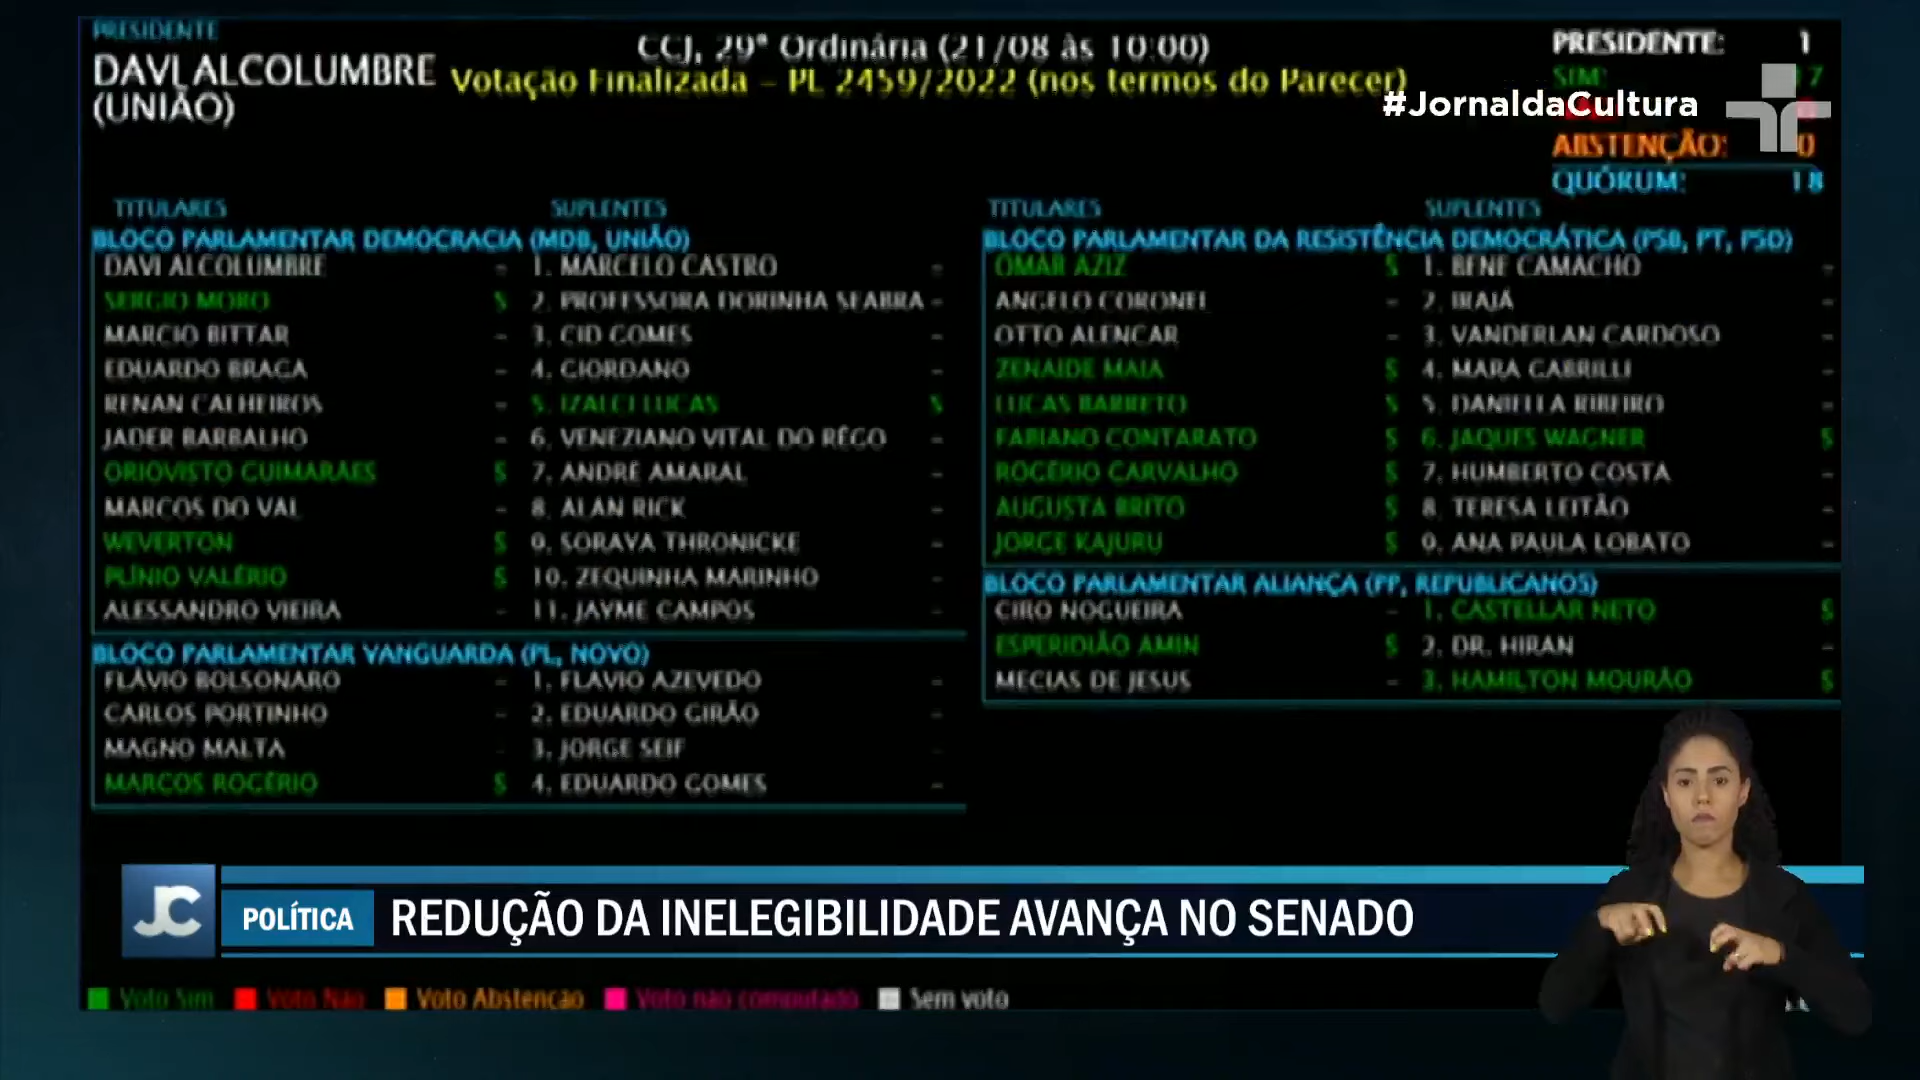 PRESIDENTE
DAVI ALCOLUMBRE
(UNIÃO)
CCJ, 29ª Ordinária (21/08 às 10:00)
Votação Finalizada - PL 2459/2022 (nos termos do Parecer)
PRESIDENTE: 1
SIM: 17
#JornaldaCultura
ABSTENÇÃO: 0
QUÓRUM: 18
TITULARES SUPLENTES
BLOCO PARLAMENTAR DEMOCRACIA (MDB, UNIÃO)
DAVI ALCOLUMBRE - 1. MARCELO CASTRO -
SERGIO MORO S 2. PROFESSORA DORINHA SEABRA -
MARCIO BITTAR - 3. CID GOMES -
EDUARDO BRAGA - 4. GIORDANO -
RENAN CALHEIROS - 5. IZALCI LUCAS S
JADER BARBALHO - 6. VENEZIANO VITAL DO RÊGO -
ORIOVISTO GUIMARÃES S 7. ANDRÉ AMARAL -
MARCOS DO VAL - 8. ALAN RICK -
WEVERTON S 9. SORAYA THRONICKE -
PLÍNIO VALÉRIO S 10. ZEQUINHA MARINHO -
ALESSANDRO VIEIRA - 11. JAYME CAMPOS -
BLOCO PARLAMENTAR VANGUARDA (PL, NOVO)
FLÁVIO BOLSONARO - 1. FLAVIO AZEVEDO -
CARLOS PORTINHO - 2. EDUARDO GIRÃO -
MAGNO MALTA - 3. JORGE SEIF
MARCOS ROGÉRIO S 4. EDUARDO GOMES -
TITULARES SUPLENTES
BLOCO PARLAMENTAR DA RESISTÊNCIA DEMOCRÁTICA (PSB, PT, PSD)
OMAR AZIZ S 1. BENE CAMACHO -
ANGELO CORONEL - 2. IRAJÁ -
OTTO ALENCAR - 3. VANDERLAN CARDOSO -
ZENAIDE MAIA S 4. MARA GABRILLI -
LUCAS BARRETO S 5. DANIELLA RIBEIRO -
FABIANO CONTARATO S 6. JAQUES WAGNER S
ROGÉRIO CARVALHO S 7. HUMBERTO COSTA -
AUGUSTA BRITO S 8. TERESA LEITÃO -
JORGE KAJURU S 9. ANA PAULA LOBATO -
BLOCO PARLAMENTAR ALIANÇA (PP, REPUBLICANOS)
CIRO NOGUEIRA - 1. CASTELLAR NETO S
ESPERIDIÃO AMIN S 2. DR. HIRAN -
MECIAS DE JESUS - 3. HAMILTON MOURÃO S
JC
POLÍTICA
REDUÇÃO DA INELEGIBILIDADE AVANÇA NO SENADO
Voto Sim Voto Não Voto Abstenção Voto não computado Sem voto